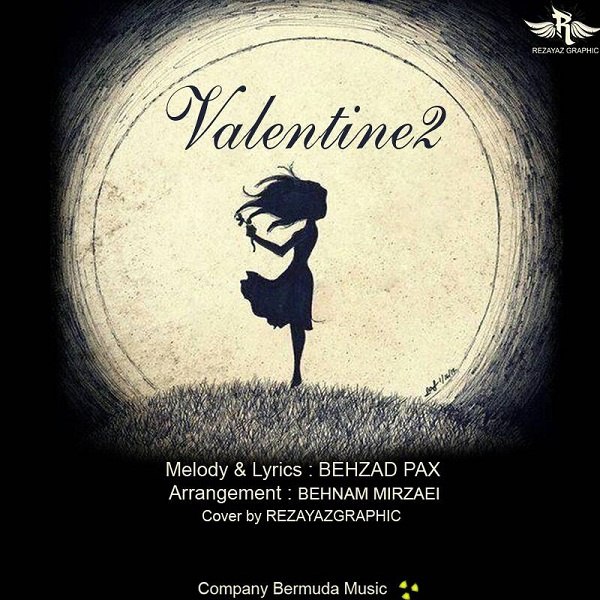 R
REZAYAZ GRAPHIC
Valentine2
Melody & Lyrics : BEHZAD PAX
Arrangement : BEHNAM MIRZAEI
Cover by REZAYAZGRAPHIC
Company Bermuda Music